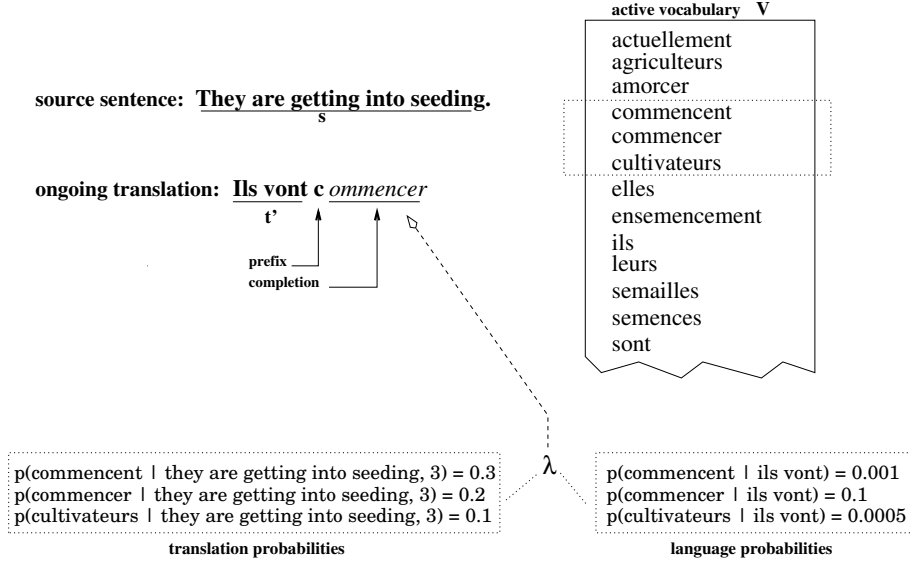 active vocabulary V
actuellement
agriculteurs
amorcer
commencent
commencer
cultivateurs
elles
ensemencement
ils
leurs
semailles
semences
sont
source sentence: They are getting into seeding.
s
ongoing translation: Ils vont c ommencer
t’
prefix
completion
λ
p(commencent | they are getting into seeding, 3) = 0.3
p(commencer | they are getting into seeding, 3) = 0.2
p(cultivateurs | they are getting into seeding, 3) = 0.1
translation probabilities
p(commencent | ils vont) = 0.001
p(commencer | ils vont) = 0.1
p(cultivateurs | ils vont) = 0.0005
language probabilities